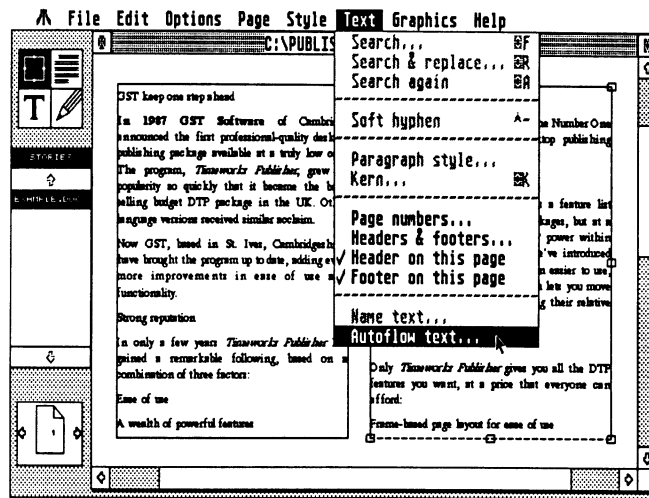 File Edit Options Page Style Text Graphics Help
C:\PUBLIS
Search...
F
Search & replace...
R
Search again
A
Soft hyphen
^-
Paragraph style...
Kern...
K
Page numbers...
Headers & footers...
✓ Header on this page
✓ Footer on this page
Name text...
Autoflow text...
T
STORIES
EXAMPLE.DOC
1
GST keep one step ahead
In 1987 GST Software of Cambri
announced the first professional-quality desk
publishing package available at a truly low c
The program, Timeworks Publisher, grew
popularity so quickly that it became the b
selling budget DTP package in the UK. Ot
language versions received similar acclaim.
Now GST, based in St. Ives, Cambridgesh
have brought the program up to date, adding ev
more improvements in ease of use a
functionality.
Strong reputation
In only a few years Timeworks Publisher
gained a remarkable following, based on a
combination of three factors:
Ease of use
A wealth of powerful features
e Number One
top publishing
a feature list
kages, but at a
power within
've introduced
n easier to use,
lets you move
g their relative
Only Timeworks Publisher gives you all the DTP
features you want, at a price that everyone can
afford:
Frame-based page layout for ease of use